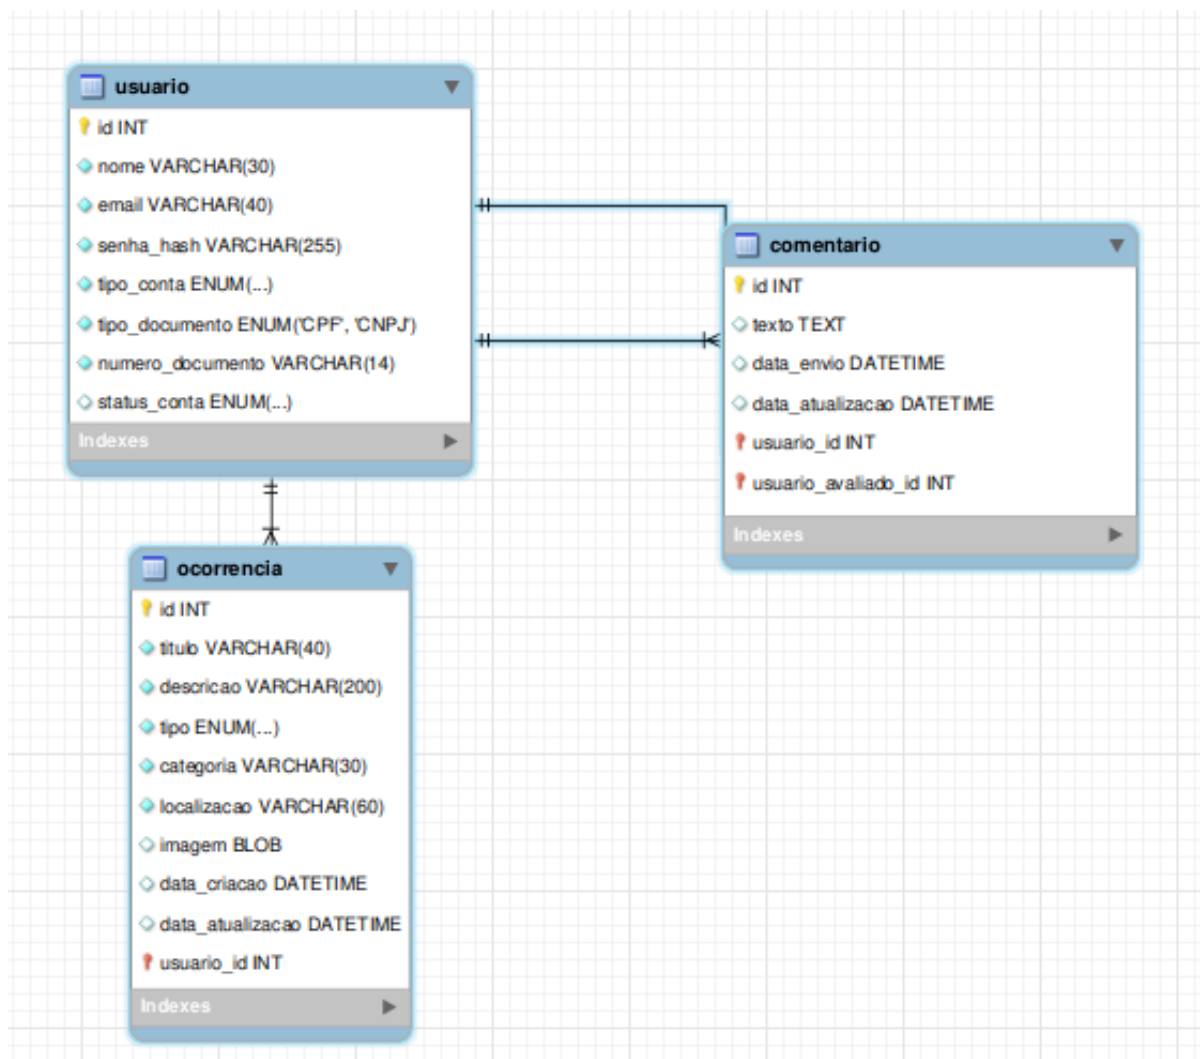 usuario
id INT
nome VARCHAR(30)
email VARCHAR(40)
senha_hash VARCHAR(255)
tipo_conta ENUM(...)
tipo_documento ENUM('CPF', 'CNPJ')
numero_documento VARCHAR(14)
status_conta ENUM(...)
Indexes
comentario
id INT
texto TEXT
data_envio DATETIME
data_atualizacao DATETIME
usuario_id INT
usuario_avaliado_id INT
Indexes
ocorrencia
id INT
titulo VARCHAR(40)
descricao VARCHAR(200)
tipo ENUM(...)
categoria VARCHAR(30)
localizacao VARCHAR(60)
imagem BLOB
data_criacao DATETIME
data_atualizacao DATETIME
usuario_id INT
Indexes